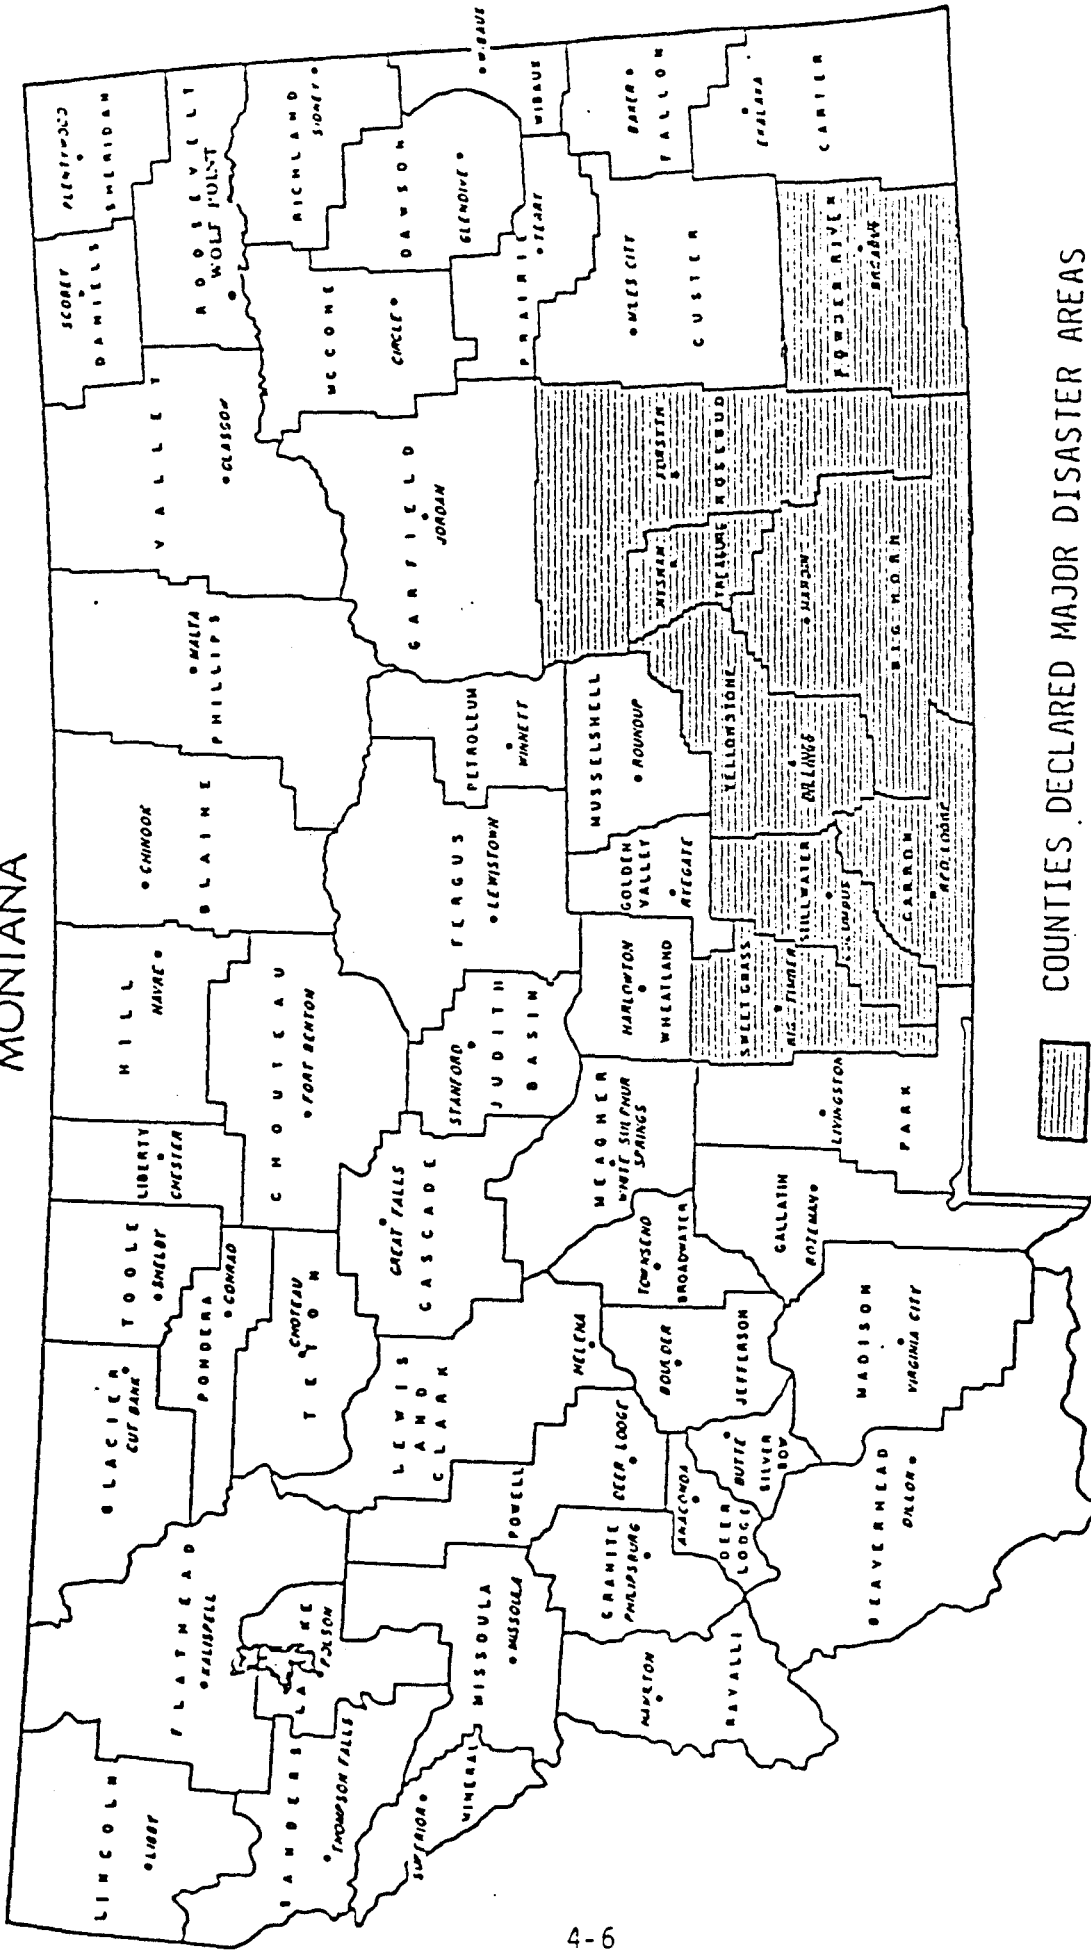 MONTANA
LINCOLN
LIBBY
FLATHEAD
KALISPELL
GLACIER
CUT BANK
TOOLE
SHELBY
LIBERTY
CHESTER
HILL
HAVRE
BLAINE
CHINOOK
PHILLIPS
MALTA
VALLEY
GLASGOW
DANIELS
SCOBEY
SHERIDAN
PLENTYWOOD
ROOSEVELT
WOLF POINT
SANDERS
THOMPSON FALLS
LAKE
POLSON
PONDERA
CONRAD
TETON
CHOTEAU
CHOUTEAU
FORT BENTON
RICHLAND
SIDNEY
MCCONE
CIRCLE
DAWSON
GLENDIVE
WIBAUX
WIBAUX
PRAIRIE
TERRY
GARFIELD
JORDAN
PETROLEUM
WINNETT
FERGUS
LEWISTOWN
JUDITH
BASIN
STANFORD
CASCADE
GREAT FALLS
LEWIS
AND
CLARK
HELENA
POWELL
DEER LODGE
MISSOULA
MISSOULA
MINERAL
SUPERIOR
GRANITE
PHILIPSBURG
RAVALLI
HAMILTON
DEER
LODGE
ANACONDA
SILVER
BOW
BUTTE
JEFFERSON
BOULDER
BROADWATER
TOWNSEND
MEAGHER
WHITE SULPHUR
SPRINGS
WHEATLAND
HARLOWTON
GOLDEN
VALLEY
RYEGATE
MUSSELSHELL
ROUNDUP
ROSEBUD
FORSYTH
TREASURE
HYSHAM
CUSTER
MILES CITY
FALLON
BAKER
CARTER
EKALAKA
POWDER RIVER
BROADUS
BIG HORN
HARDIN
YELLOWSTONE
BILLINGS
STILLWATER
COLUMBUS
CARBON
RED LODGE
SWEET GRASS
BIG TIMBER
PARK
LIVINGSTON
GALLATIN
BOZEMAN
MADISON
VIRGINIA CITY
BEAVERHEAD
DILLON
COUNTIES DECLARED MAJOR DISASTER AREAS
4-6